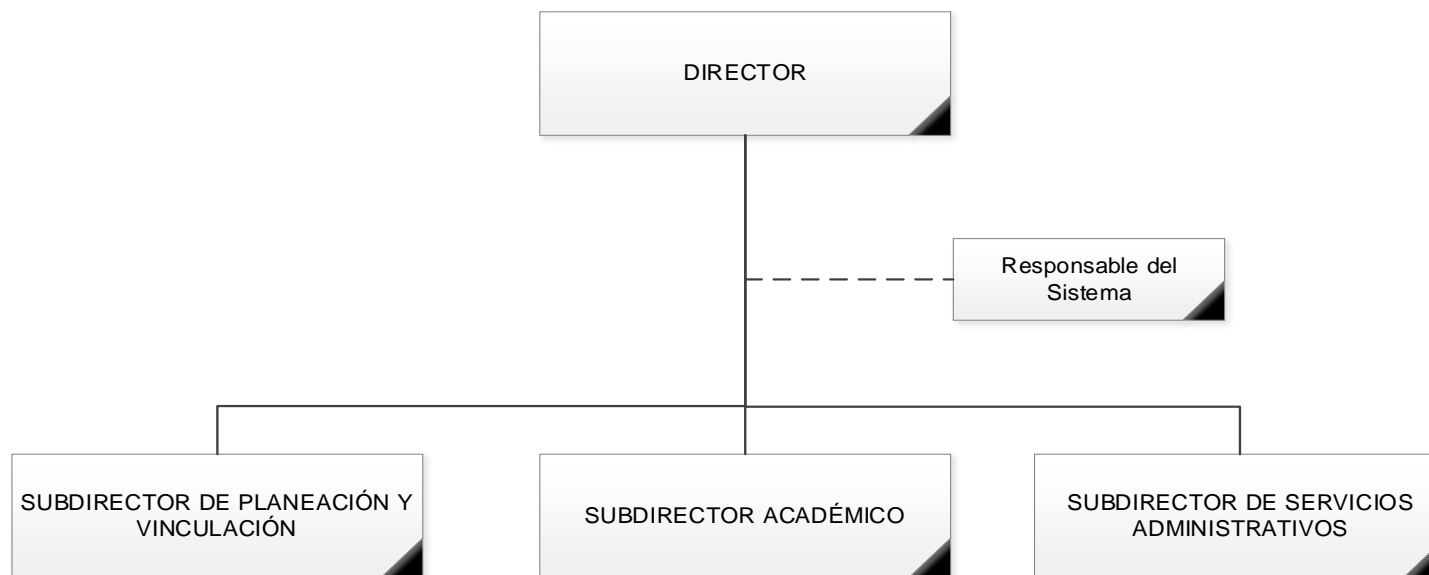 DIRECTOR
Responsable del
Sistema
SUBDIRECTOR DE PLANEACIÓN Y
VINCULACIÓN
SUBDIRECTOR ACADÉMICO
SUBDIRECTOR DE SERVICIOS
ADMINISTRATIVOS